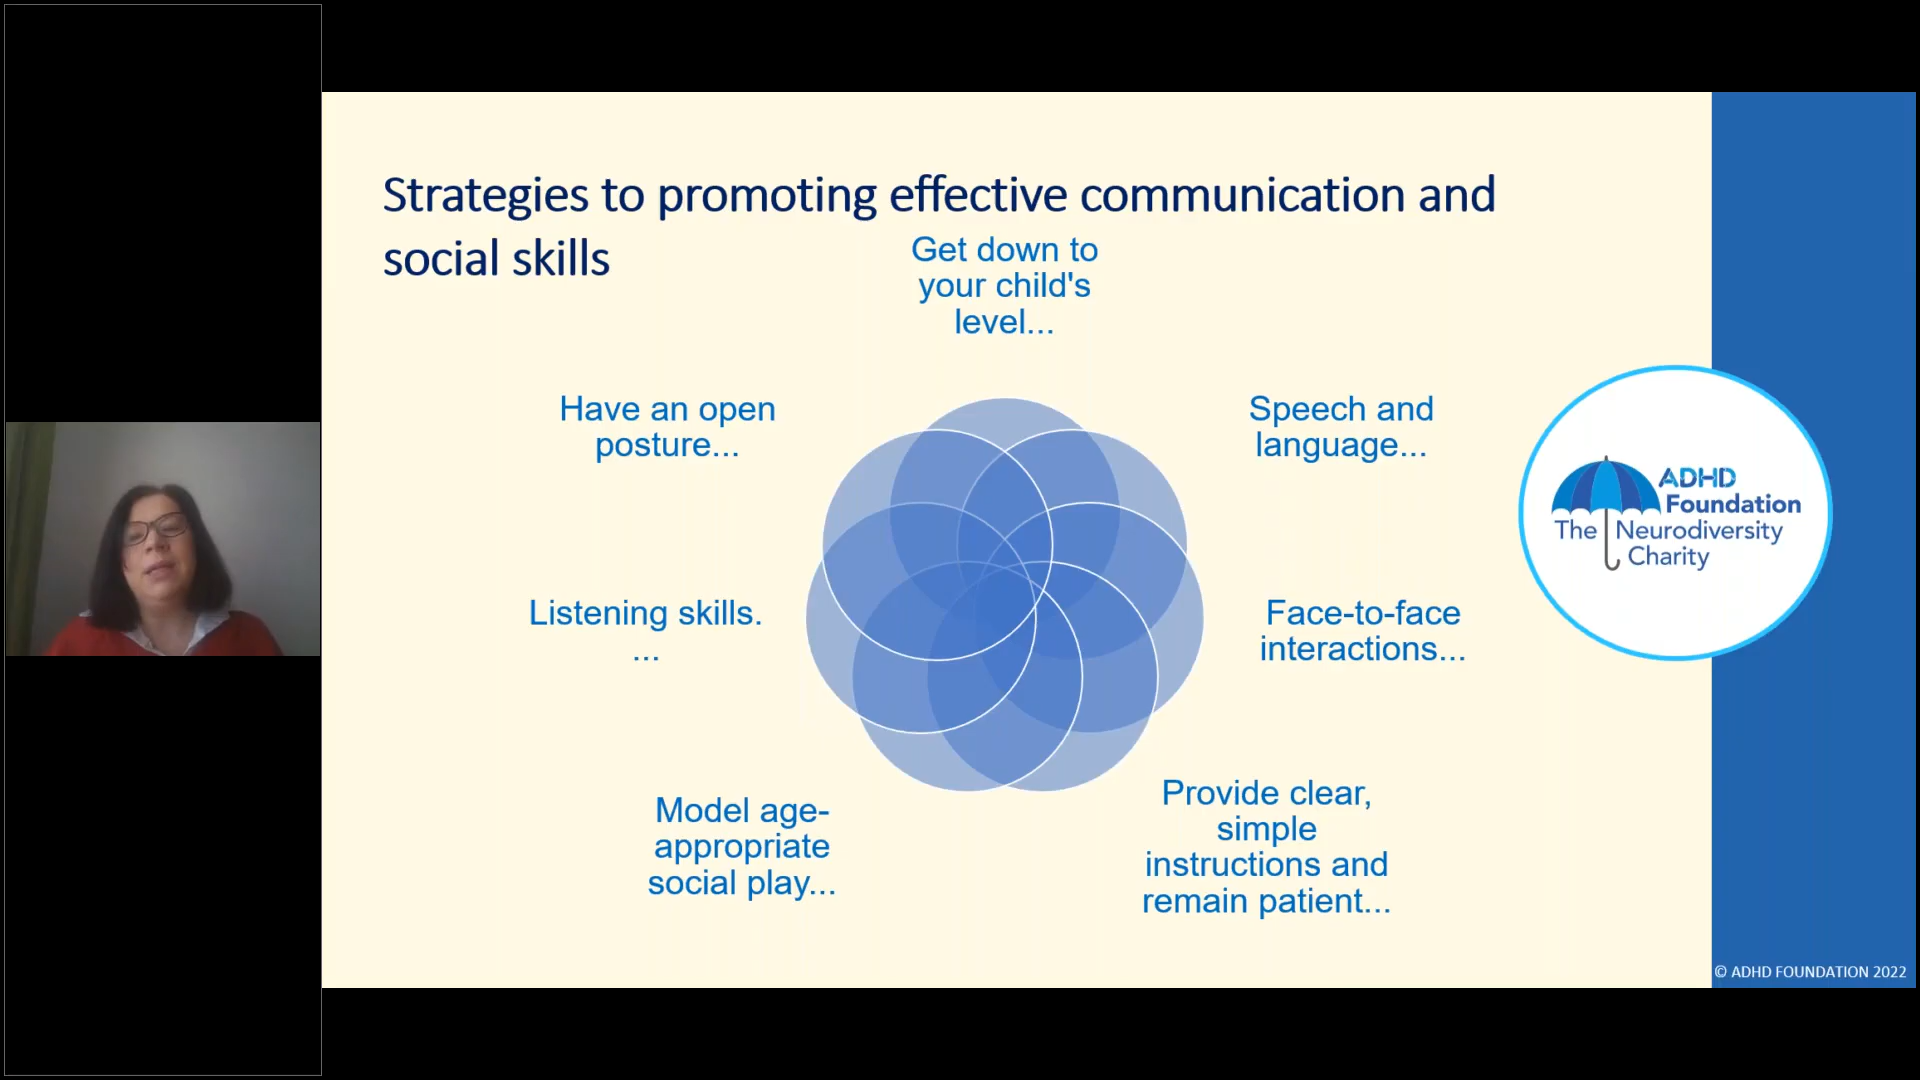 Strategies to promoting effective communication and
social skills
Get down to
your child's
level...
Speech and
language...
Face-to-face
interactions...
Provide clear,
simple
instructions and
remain patient...
Model age-
appropriate
social play...
Listening skills.
...
Have an open
posture...
ADHD
Foundation
The Neurodiversity
Charity
© ADHD FOUNDATION 2022